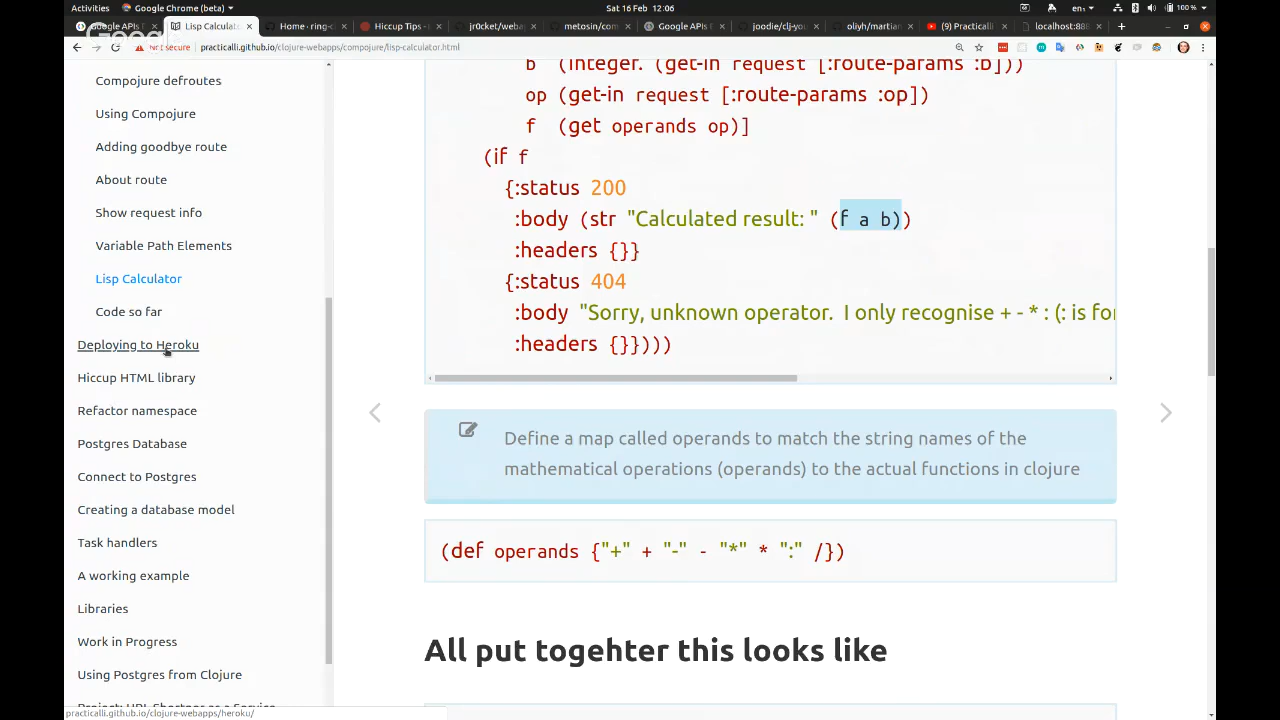 Activities
Google Chrome (beta) ▾
Sat 16 Feb 12:06
en₁ ▾
100 % ▾
Google APIs
Lisp Calculato
Home · ring-c
Hiccup Tips ·
jr0cket/webap
metosin/com
Google APIs E
joodie/clj-yo
oliyh/martian
(9) Practicalli
localhost:888
practicalli.github.io/clojure-webapps/compojure/lisp-calculator.html
Compojure defroutes
Using Compojure
Adding goodbye route
About route
Show request info
Variable Path Elements
Lisp Calculator
Code so far
Deploying to Heroku
Hiccup HTML library
Refactor namespace
Postgres Database
Connect to Postgres
Creating a database model
Task handlers
A working example
Libraries
Work in Progress
Using Postgres from Clojure
practicalli.github.io/clojure-webapps/heroku/
b (integer. (get-in request [:route-params :b]))
op (get-in request [:route-params :op])
f (get operands op)]
(if f
{:status 200
:body (str "Calculated result: " (f a b))
:headers {}}
{:status 404
:body "Sorry, unknown operator. I only recognise + - * : (: is for
:headers {}})))
Define a map called operands to match the string names of the
mathematical operations (operands) to the actual functions in clojure
(def operands {"+" + "-" - "*" * ":" /})
All put togehter this looks like